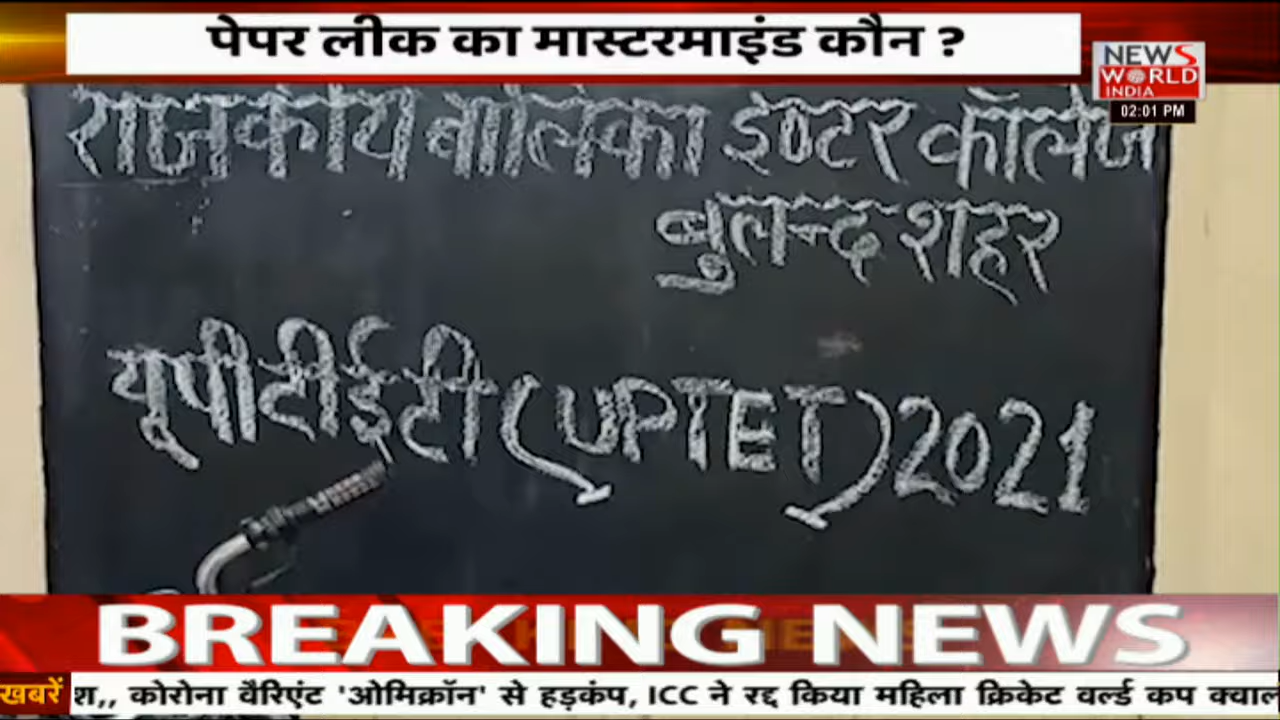 पेपर लीक का मास्टरमाइंड कौन ?
NEWS
WORLD
INDIA
02:01 PM
राजकीय बालिका इण्टर कॉलेज
बुलन्दशहर
यूपीटीईटी (UPTET) 2021
BREAKING NEWS
खबरें श,, कोरोना वैरिएंट 'ओमिक्रॉन' से हड़कंप, ICC ने रद्द किया महिला क्रिकेट वर्ल्ड कप क्वाल